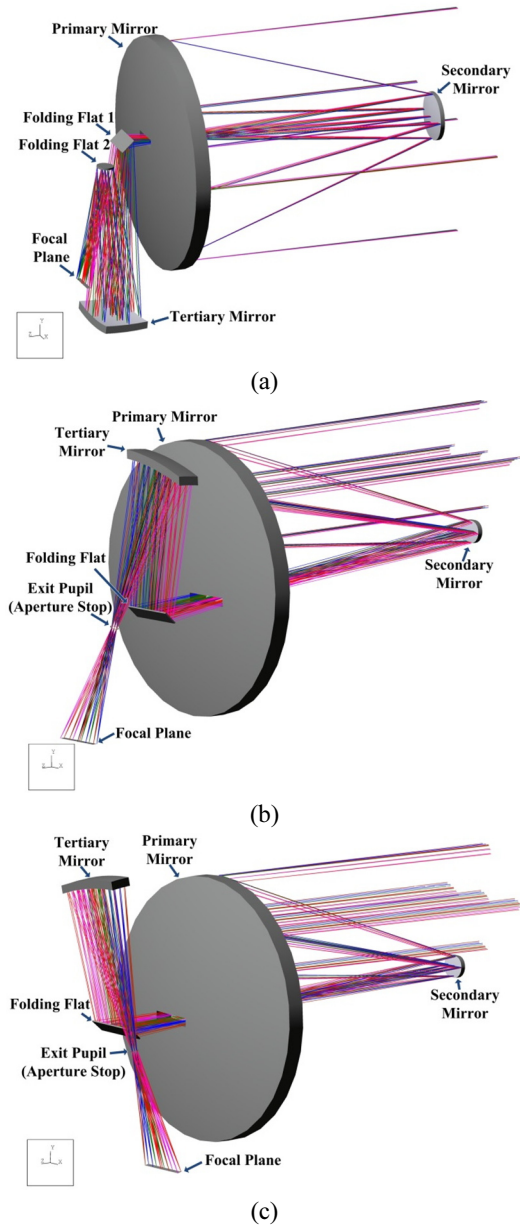 Primary Mirror
Secondary
Mirror
Folding Flat 1
Folding Flat 2
Focal
Plane
Tertiary Mirror
Y
X
(a)
Primary Mirror
Tertiary
Mirror
Folding Flat
Exit Pupil
(Aperture Stop)
Secondary
Mirror
Focal Plane
Y
X
(b)
Tertiary
Mirror
Primary
Mirror
Folding Flat
Secondary
Mirror
Exit Pupil
(Aperture Stop)
Focal Plane
Y
X
(c)